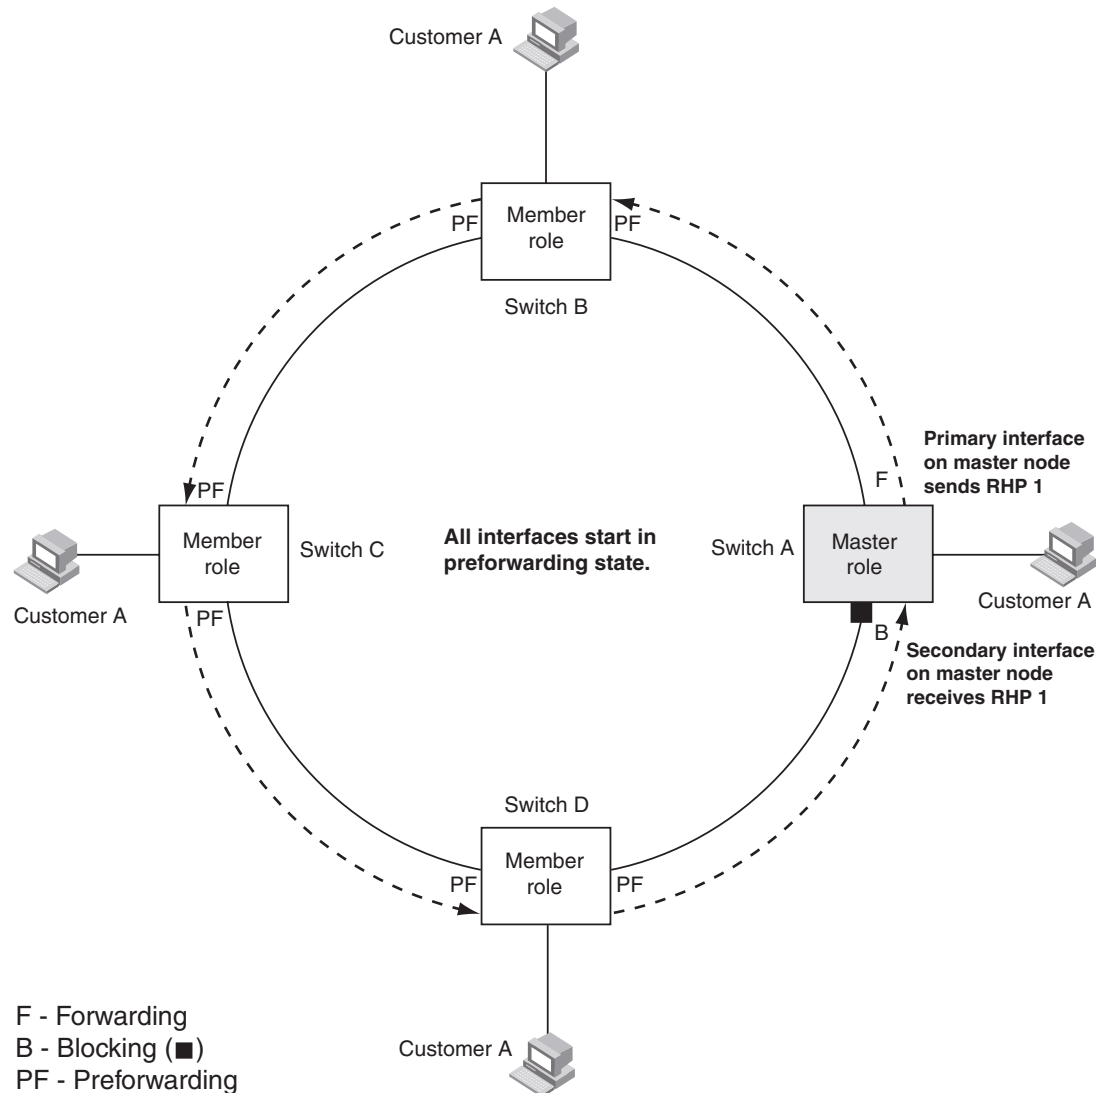 Customer A
Member
role
PF
PF
Switch B
Primary interface
on master node
sends RHP 1
F
PF
Member
role
Switch C
All interfaces start in
preforwarding state.
Switch A
Master
role
Customer A
PF
Customer A
B
Secondary interface
on master node
receives RHP 1
Switch D
Member
role
PF
PF
F - Forwarding
B - Blocking (■)
PF - Preforwarding
Customer A